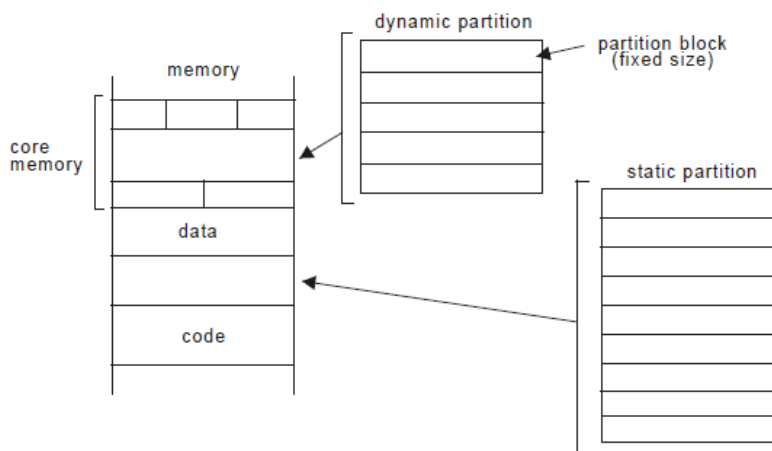 dynamic partition
partition block
(fixed size)
memory
core
memory
static partition
data
code